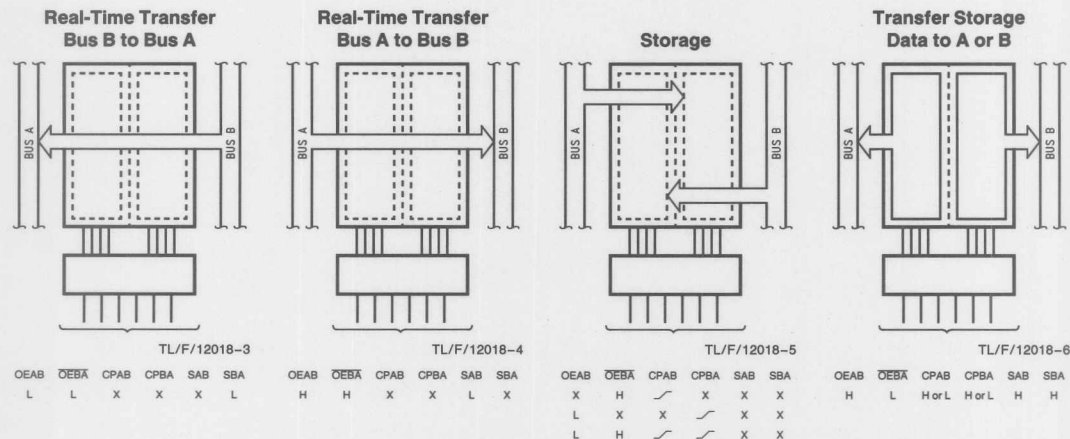 Real-Time Transfer
Bus B to Bus A
BUS A
BUS B
TL/F/12018–3
OEAB OEBA CPAB CPBA SAB SBA
L L X X X L
Real-Time Transfer
Bus A to Bus B
BUS A
BUS B
TL/F/12018–4
OEAB OEBA CPAB CPBA SAB SBA
H H X X L X
Storage
BUS A
BUS B
TL/F/12018–5
OEAB OEBA CPAB CPBA SAB SBA
X H X X X
L X X X X
L H X X
Transfer Storage
Data to A or B
BUS A
BUS B
TL/F/12018–6
OEAB OEBA CPAB CPBA SAB SBA
H L H or L H or L H H